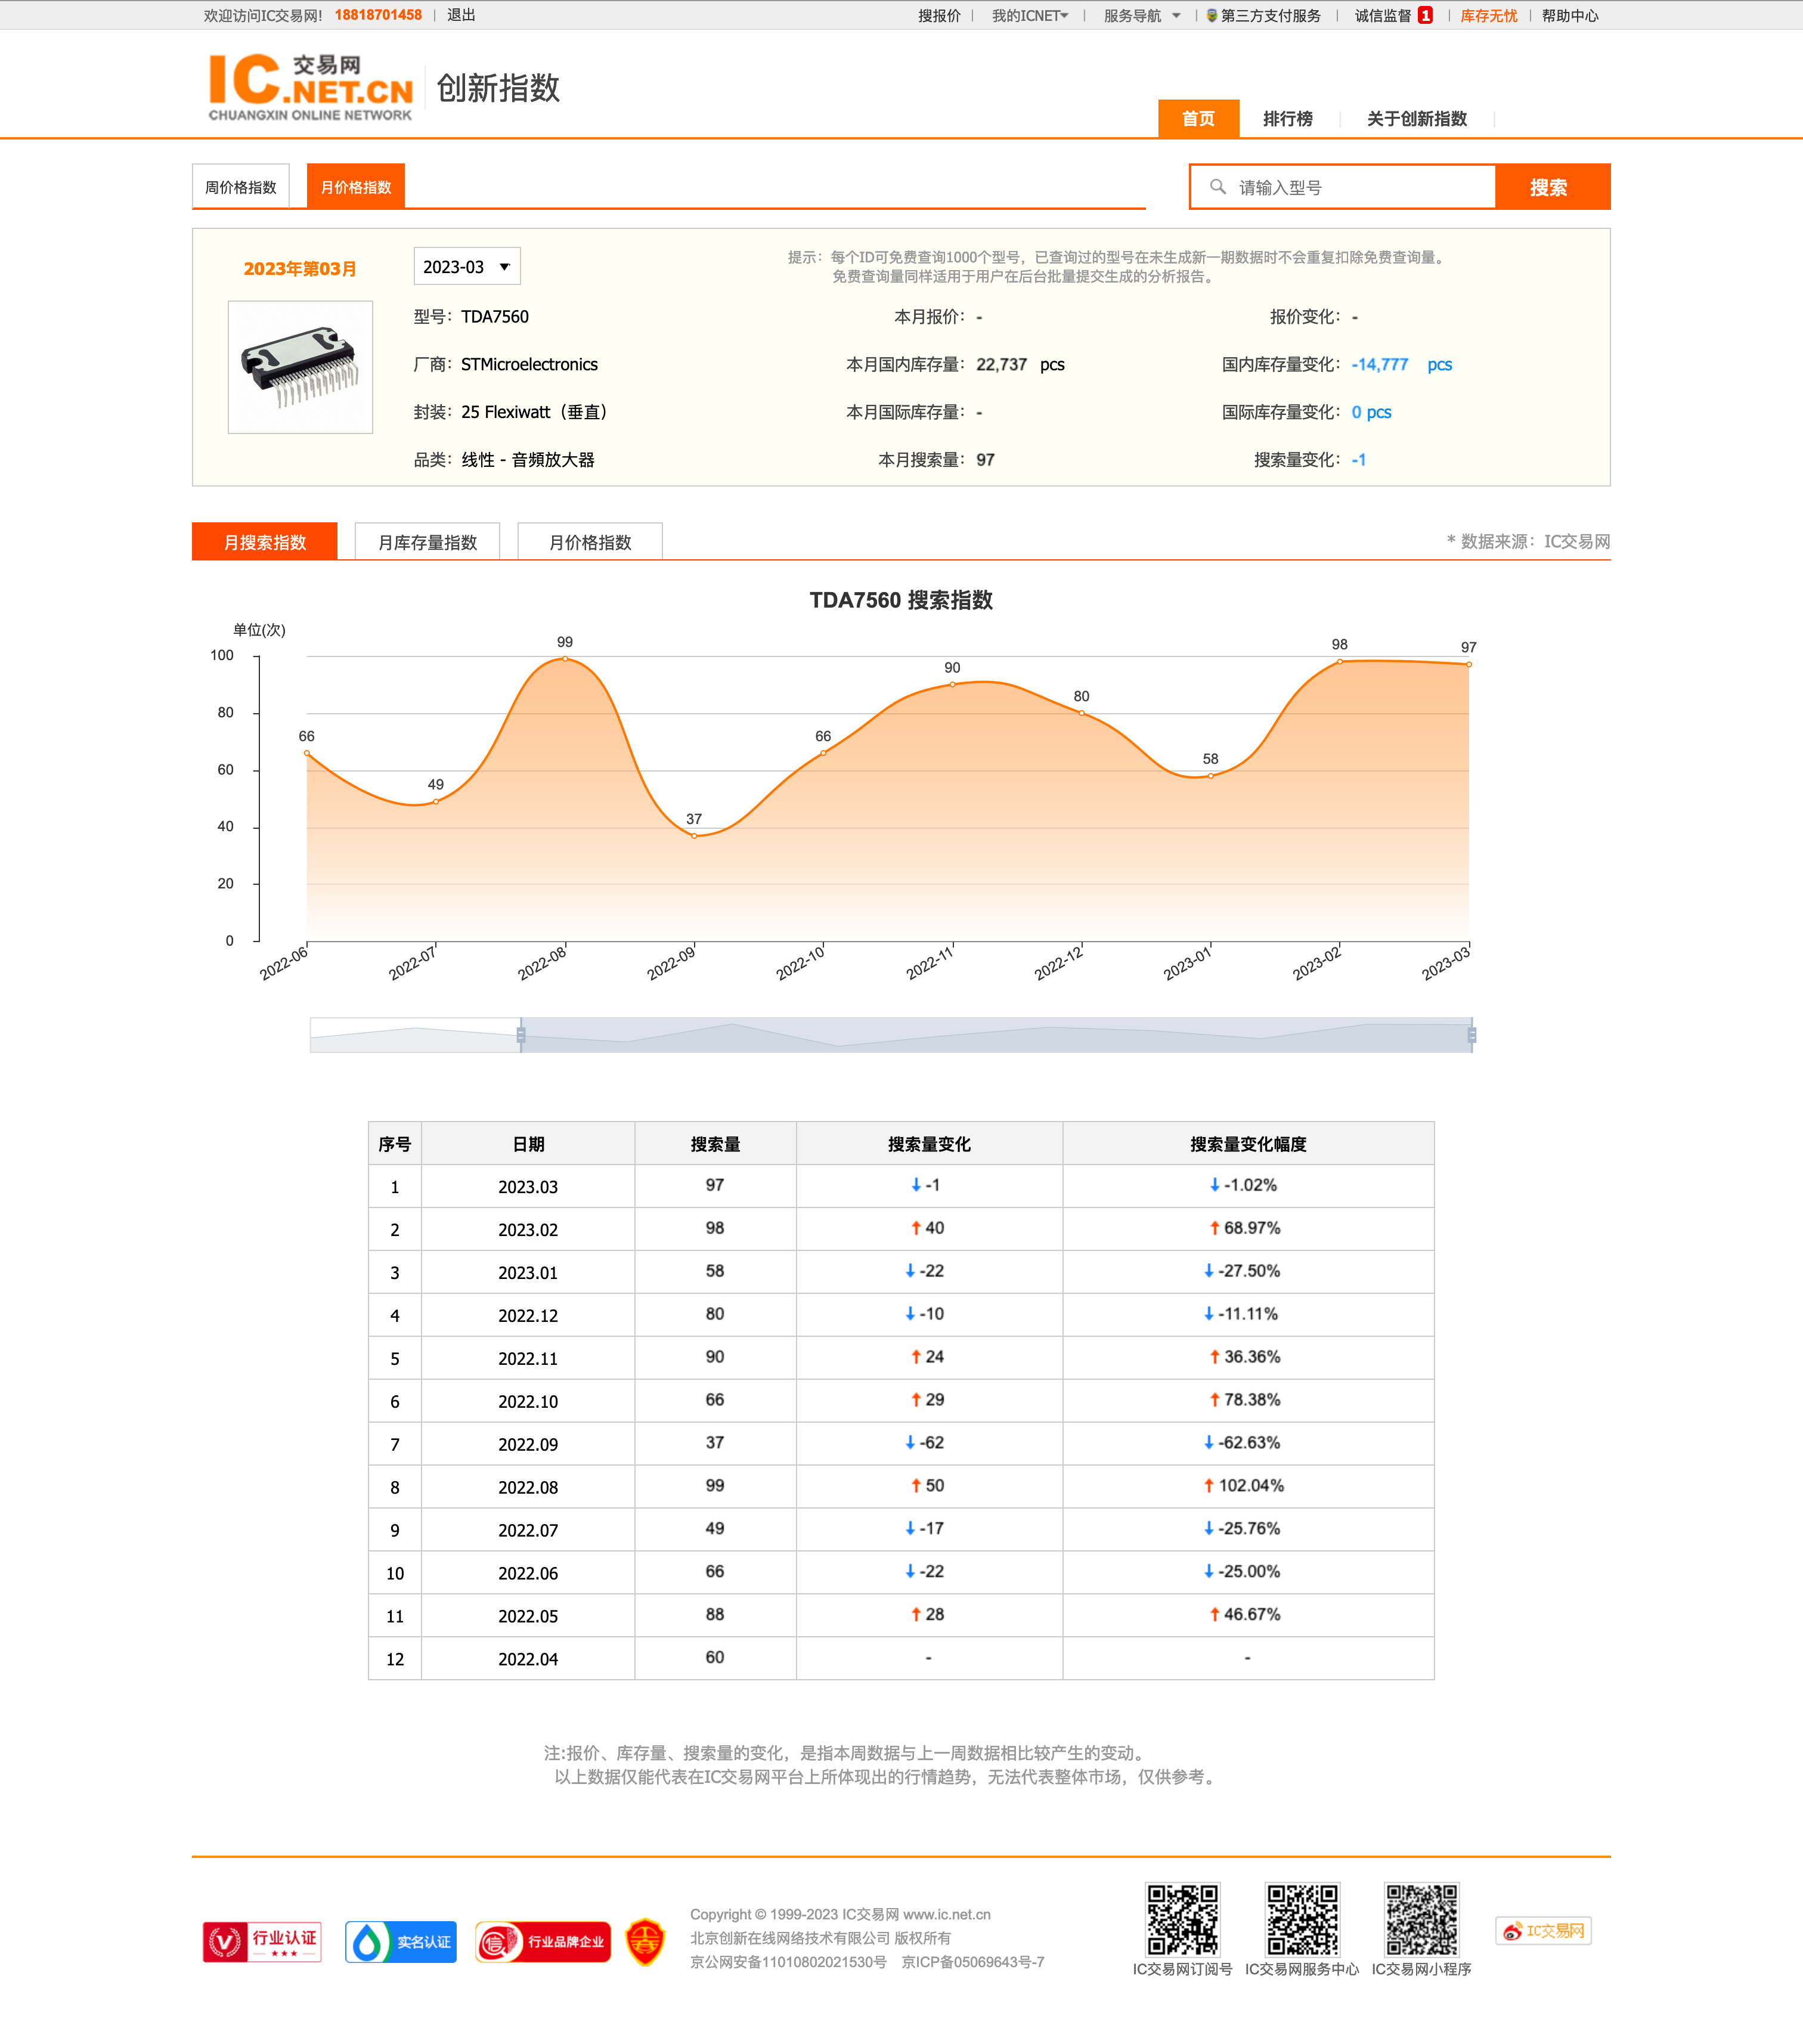 欢迎访问IC交易网! 18818701458 | 退出 搜报价 | 我的ICNET | 服务导航 | 第三方支付服务 | 诚信监督 1 | 库存无忧 | 帮助中心
IC.NET.CN 交易网
CHUANGXIN ONLINE NETWORK
创新指数
首页 排行榜 关于创新指数
周价格指数 月价格指数 请输入型号 搜索
2023年第03月 2023-03
提示：每个ID可免费查询1000个型号，已查询过的型号在未生成新一期数据时不会重复扣除免费查询量。
免费查询量同样适用于用户在后台批量提交生成的分析报告。
型号：TDA7560 本月报价：- 报价变化：-
厂商：STMicroelectronics 本月国内库存量：22,737 pcs 国内库存量变化：-14,777 pcs
封装：25 Flexiwatt（垂直） 本月国际库存量：- 国际库存量变化：0 pcs
品类：线性 - 音頻放大器 本月搜索量：97 搜索量变化：-1
月搜索指数 月库存量指数 月价格指数 * 数据来源：IC交易网
TDA7560 搜索指数
单位(次)
100
80
60
40
20
0
66 49 99 37 66 90 80 58 98 97
2022-06 2022-07 2022-08 2022-09 2022-10 2022-11 2022-12 2023-01 2023-02 2023-03
序号 日期 搜索量 搜索量变化 搜索量变化幅度
1 2023.03 97 ↓ -1 ↓ -1.02%
2 2023.02 98 ↑ 40 ↑ 68.97%
3 2023.01 58 ↓ -22 ↓ -27.50%
4 2022.12 80 ↓ -10 ↓ -11.11%
5 2022.11 90 ↑ 24 ↑ 36.36%
6 2022.10 66 ↑ 29 ↑ 78.38%
7 2022.09 37 ↓ -62 ↓ -62.63%
8 2022.08 99 ↑ 50 ↑ 102.04%
9 2022.07 49 ↓ -17 ↓ -25.76%
10 2022.06 66 ↓ -22 ↓ -25.00%
11 2022.05 88 ↑ 28 ↑ 46.67%
12 2022.04 60 - -
注:报价、库存量、搜索量的变化，是指本周数据与上一周数据相比较产生的变动。
以上数据仅能代表在IC交易网平台上所体现出的行情趋势，无法代表整体市场，仅供参考。
行业认证 实名认证 信 行业品牌企业
Copyright © 1999-2023 IC交易网 www.ic.net.cn
北京创新在线网络技术有限公司 版权所有
京公网安备11010802021530号 京ICP备05069643号-7
IC交易网订阅号 IC交易网服务中心 IC交易网小程序
IC交易网